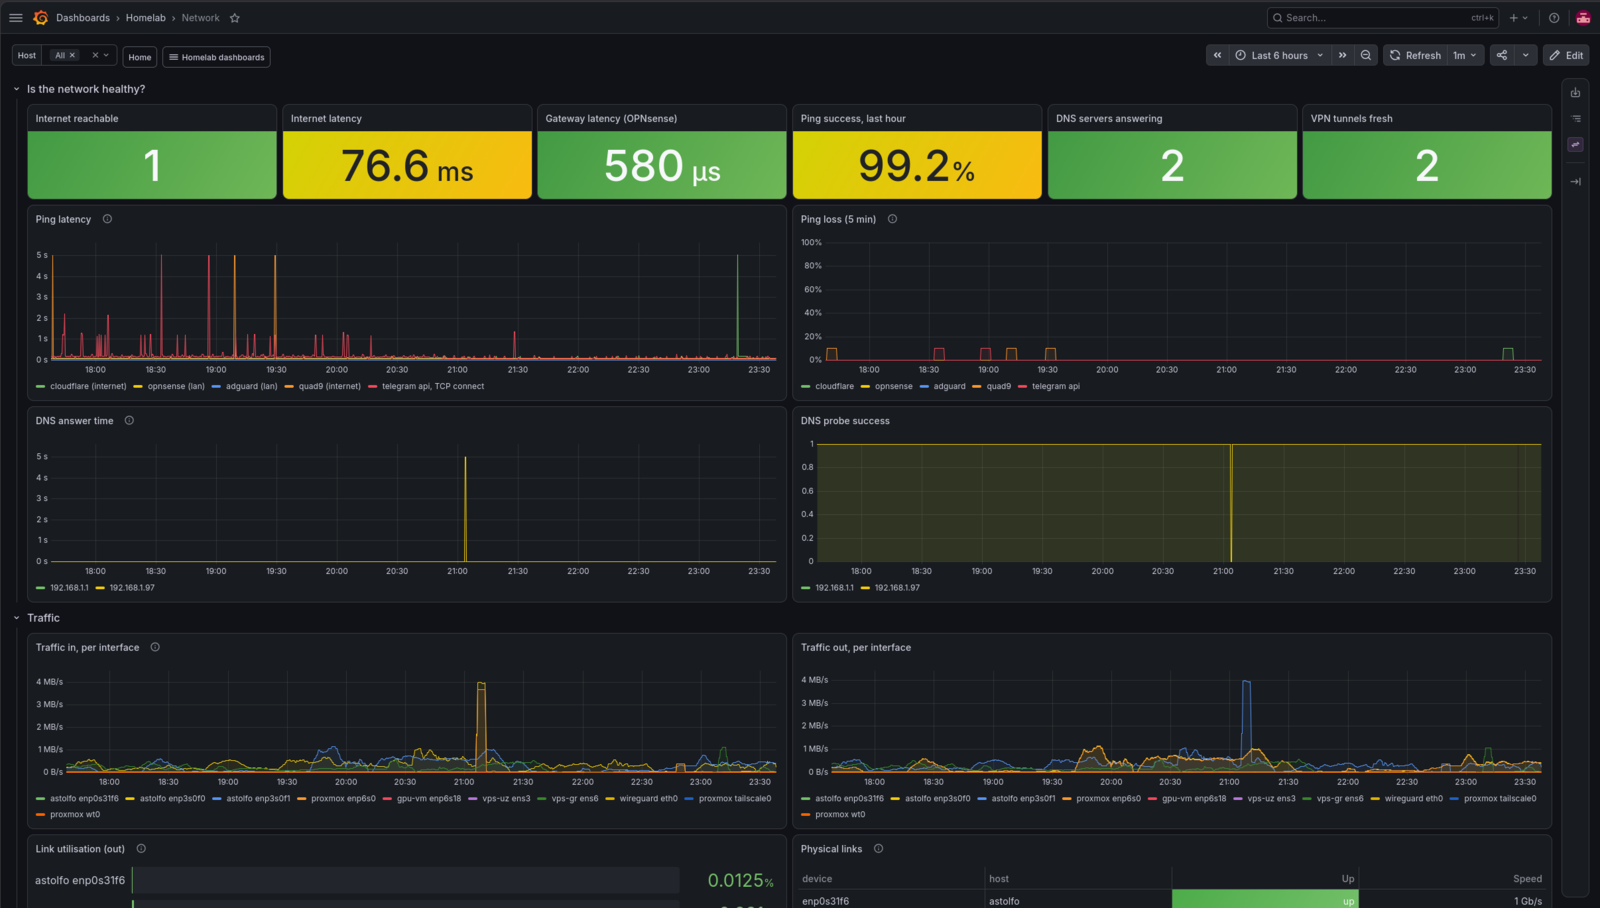 Dashboards › Homelab › Network
Search... ctrl+k
Host All × × Home Homelab dashboards
Last 6 hours Refresh 1m Edit
Is the network healthy?
Internet reachable
1
Internet latency
76.6 ms
Gateway latency (OPNsense)
580 µs
Ping success, last hour
99.2%
DNS servers answering
2
VPN tunnels fresh
2
Ping latency
5 s
4 s
3 s
2 s
1 s
0 s
18:00 18:30 19:00 19:30 20:00 20:30 21:00 21:30 22:00 22:30 23:00 23:30
cloudflare (internet) opnsense (lan) adguard (lan) quad9 (internet) telegram api, TCP connect
Ping loss (5 min)
100%
80%
60%
40%
20%
0%
18:00 18:30 19:00 19:30 20:00 20:30 21:00 21:30 22:00 22:30 23:00 23:30
cloudflare opnsense adguard quad9 telegram api
DNS answer time
5 s
4 s
3 s
2 s
1 s
0 s
18:00 18:30 19:00 19:30 20:00 20:30 21:00 21:30 22:00 22:30 23:00 23:30
192.168.1.1 192.168.1.97
DNS probe success
1
0.8
0.6
0.4
0.2
0
18:00 18:30 19:00 19:30 20:00 20:30 21:00 21:30 22:00 22:30 23:00 23:30
192.168.1.1 192.168.1.97
Traffic
Traffic in, per interface
4 MB/s
3 MB/s
2 MB/s
1 MB/s
0 B/s
18:00 18:30 19:00 19:30 20:00 20:30 21:00 21:30 22:00 22:30 23:00 23:30
astolfo enp0s31f6 astolfo enp3s0f0 astolfo enp3s0f1 proxmox enp6s0 gpu-vm enp6s18 vps-uz ens3 vps-gr ens6 wireguard eth0 proxmox tailscale0
proxmox wt0
Traffic out, per interface
4 MB/s
3 MB/s
2 MB/s
1 MB/s
0 B/s
18:00 18:30 19:00 19:30 20:00 20:30 21:00 21:30 22:00 22:30 23:00 23:30
astolfo enp0s31f6 astolfo enp3s0f0 astolfo enp3s0f1 proxmox enp6s0 gpu-vm enp6s18 vps-uz ens3 vps-gr ens6 wireguard eth0 proxmox tailscale0
proxmox wt0
Link utilisation (out)
astolfo enp0s31f6 0.0125%
Physical links
device host Up Speed
enp0s31f6 astolfo up 1 Gb/s